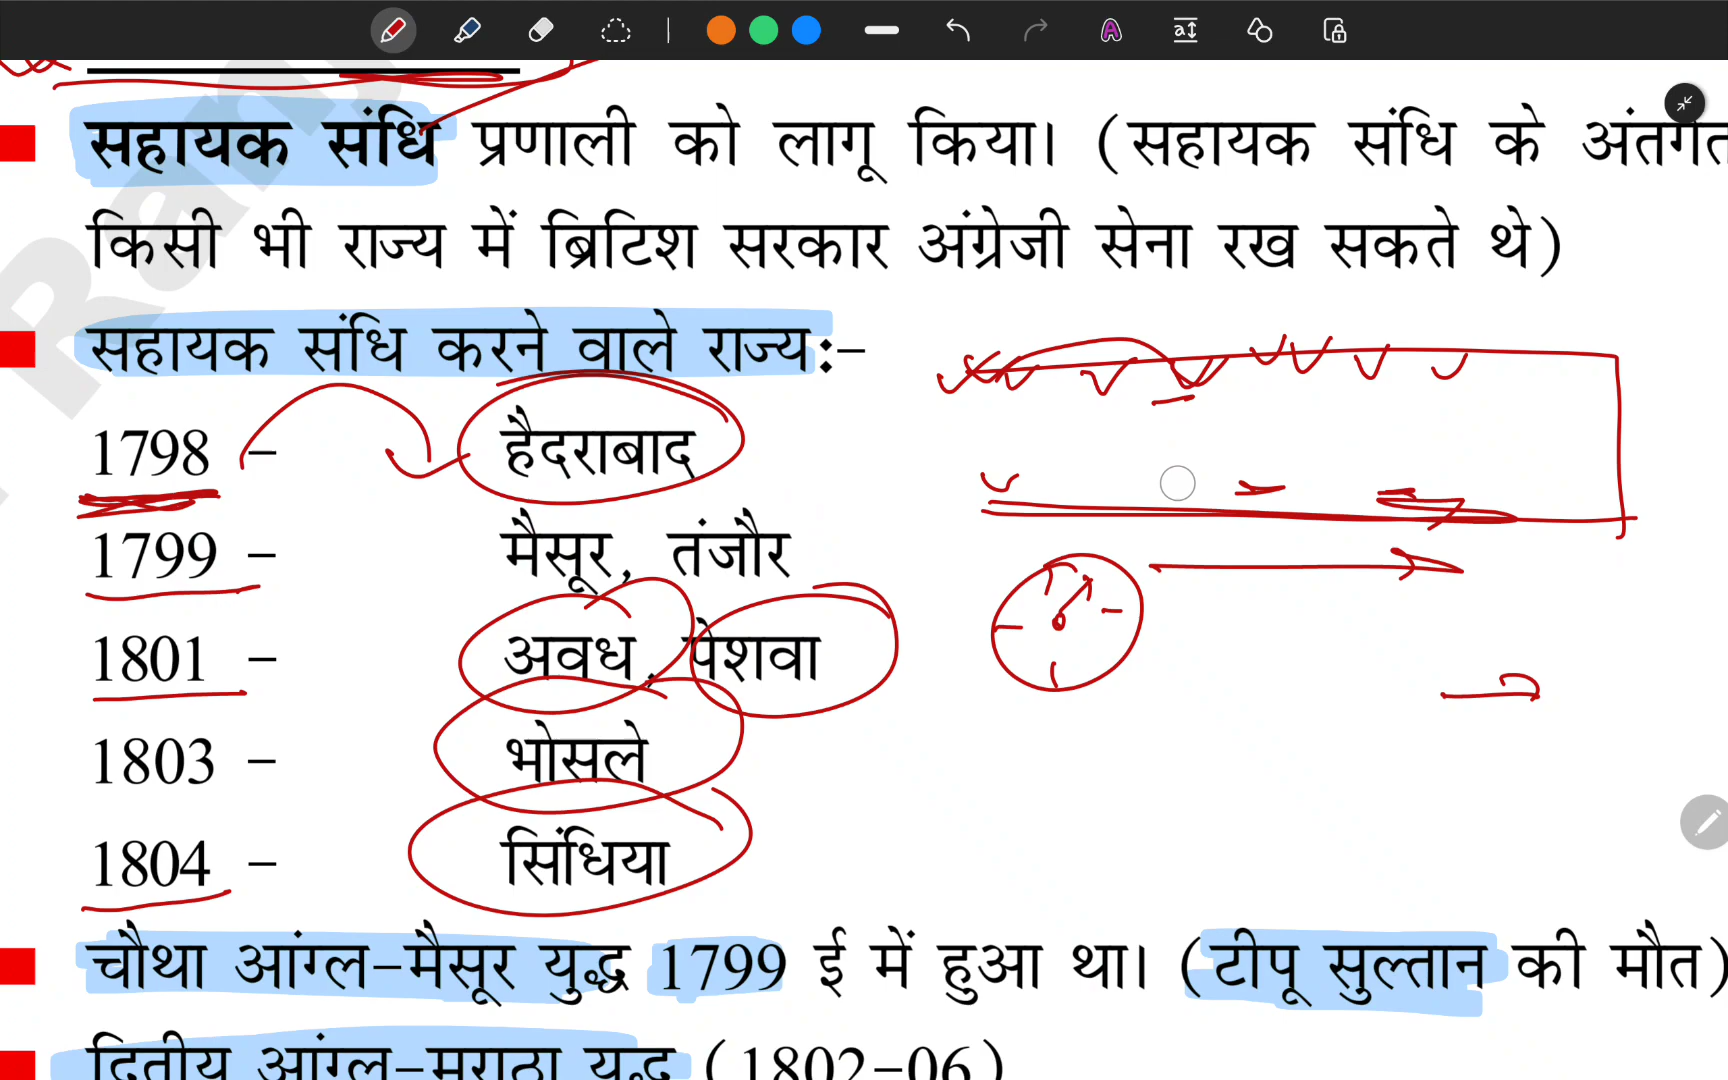 सहायक संधि प्रणाली को लागू किया। (सहायक संधि के अंतर्गत
किसी भी राज्य में ब्रिटिश सरकार अंग्रेजी सेना रख सकते थे)
सहायक संधि करने वाले राज्य:-
1798 - हैदराबाद
1799 - मैसूर, तंजौर
1801 - अवध, पेशवा
1803 - भोसले
1804 - सिंधिया
चौथा आंग्ल-मैसूर युद्ध 1799 ई में हुआ था। (टीपू सुल्तान की मौत)
द्वितीय आंग्ल-मराठा युद्ध (1802-06)